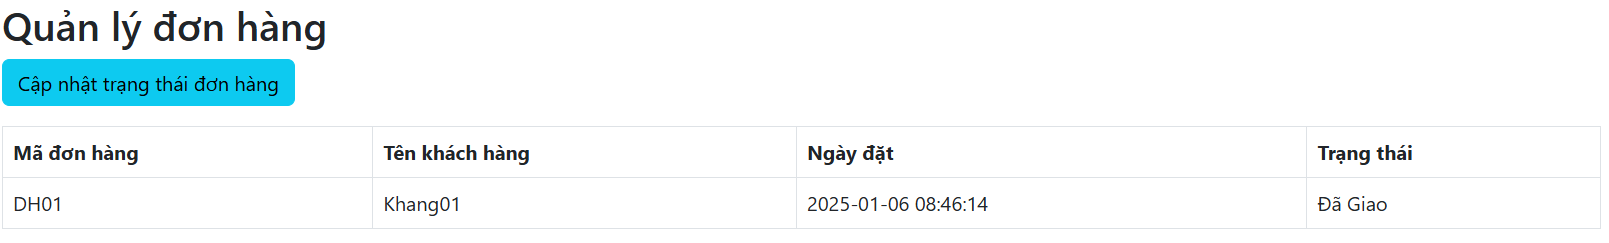 Quản lý đơn hàng
Cập nhật trạng thái đơn hàng
Mã đơn hàng Tên khách hàng Ngày đặt Trạng thái
DH01 Khang01 2025-01-06 08:46:14 Đã Giao